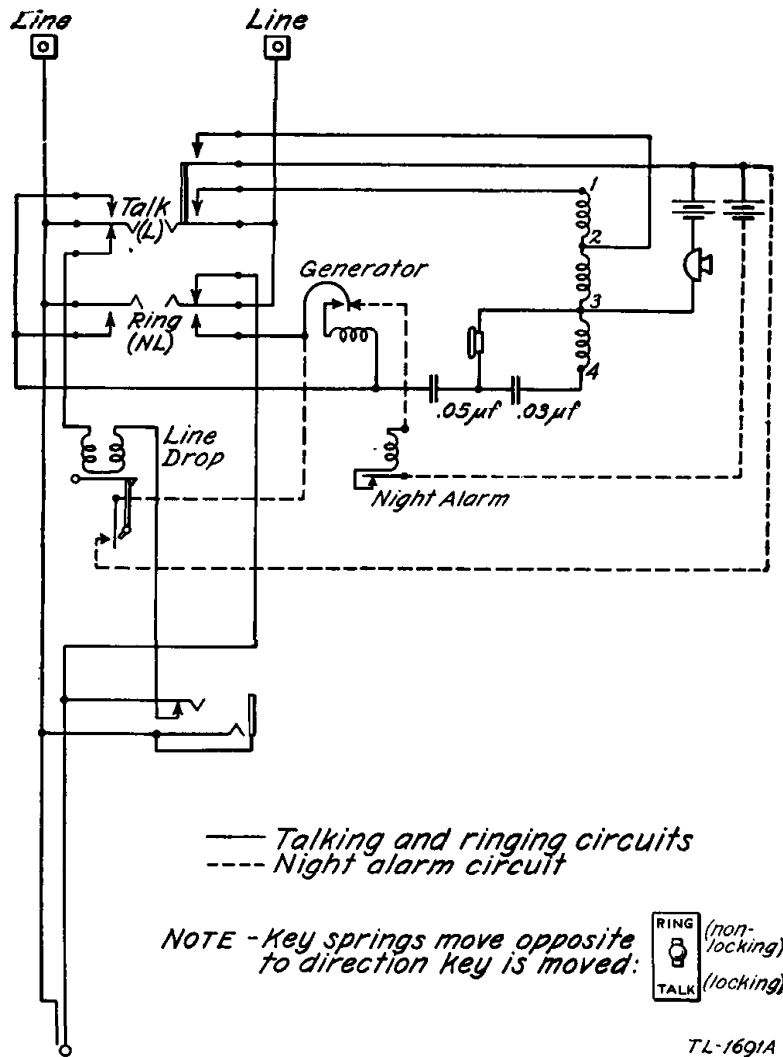 Line Line
Talk
(L)
1
2
Generator
3
Ring
(NL)
4
.05μf .03μf
Line
Drop
Night Alarm
Talking and ringing circuits
Night alarm circuit
NOTE - Key springs move opposite
to direction key is moved:
RING (non-
locking)
TALK (locking)
TL-1691A